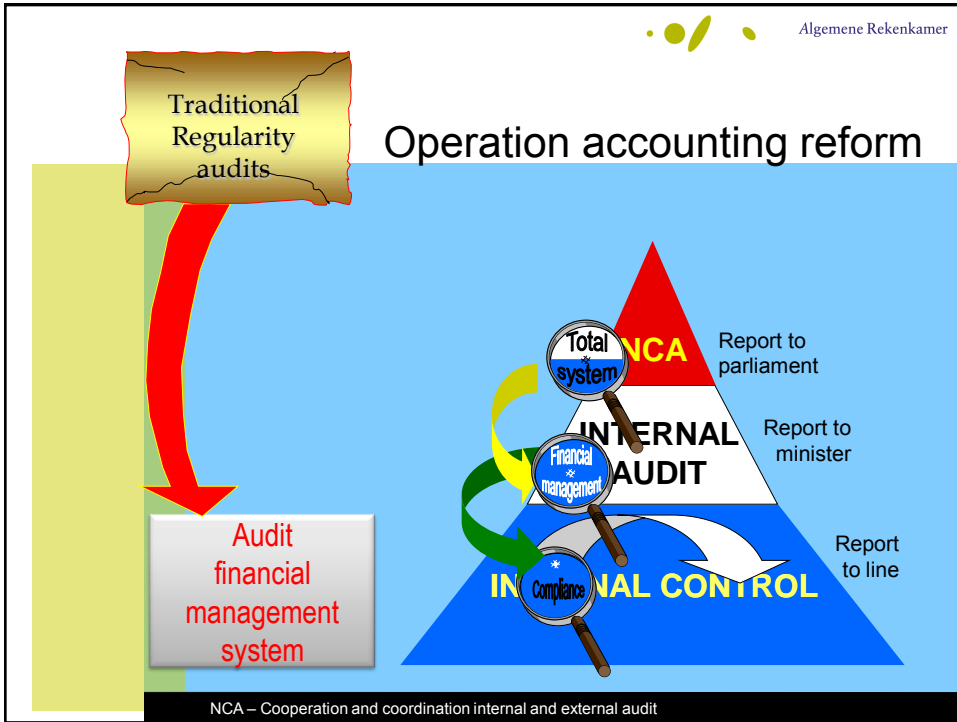 Algemene Rekenkamer
Traditional
Regularity
audits
Operation accounting reform
Total
system
NCA
Report to
parliament
INTERNAL
AUDIT
Financial
management
Report to
minister
Audit
financial
management
system
Compliance
INTERNAL CONTROL
Report
to line
NCA – Cooperation and coordination internal and external audit